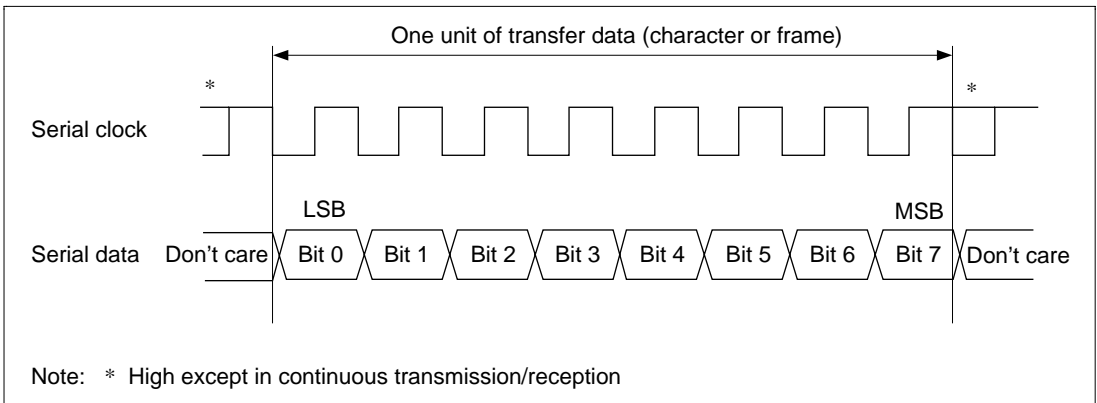 One unit of transfer data (character or frame)
* *
Serial clock
LSB MSB
Serial data Don't care Bit 0 Bit 1 Bit 2 Bit 3 Bit 4 Bit 5 Bit 6 Bit 7 Don't care
Note: * High except in continuous transmission/reception